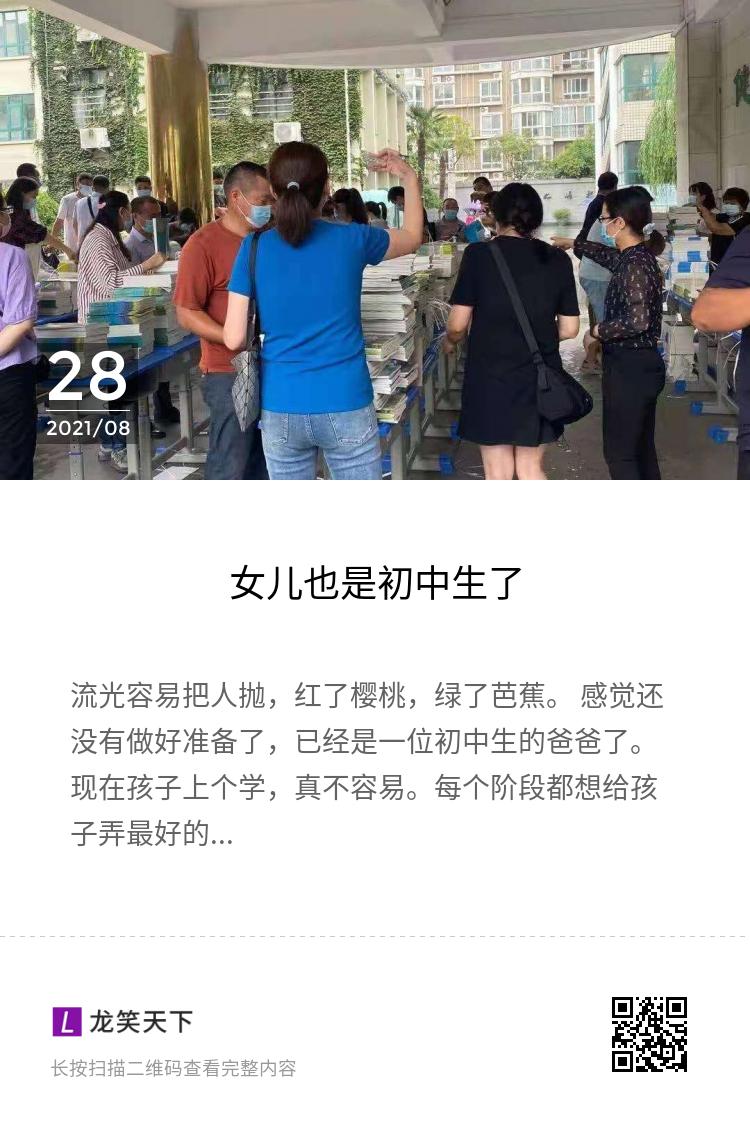 28
2021/08
女儿也是初中生了
流光容易把人抛，红了樱桃，绿了芭蕉。 感觉还
没有做好准备了，已经是一位初中生的爸爸了。
现在孩子上个学，真不容易。每个阶段都想给孩
子弄最好的...
L 龙笑天下
长按扫描二维码查看完整内容